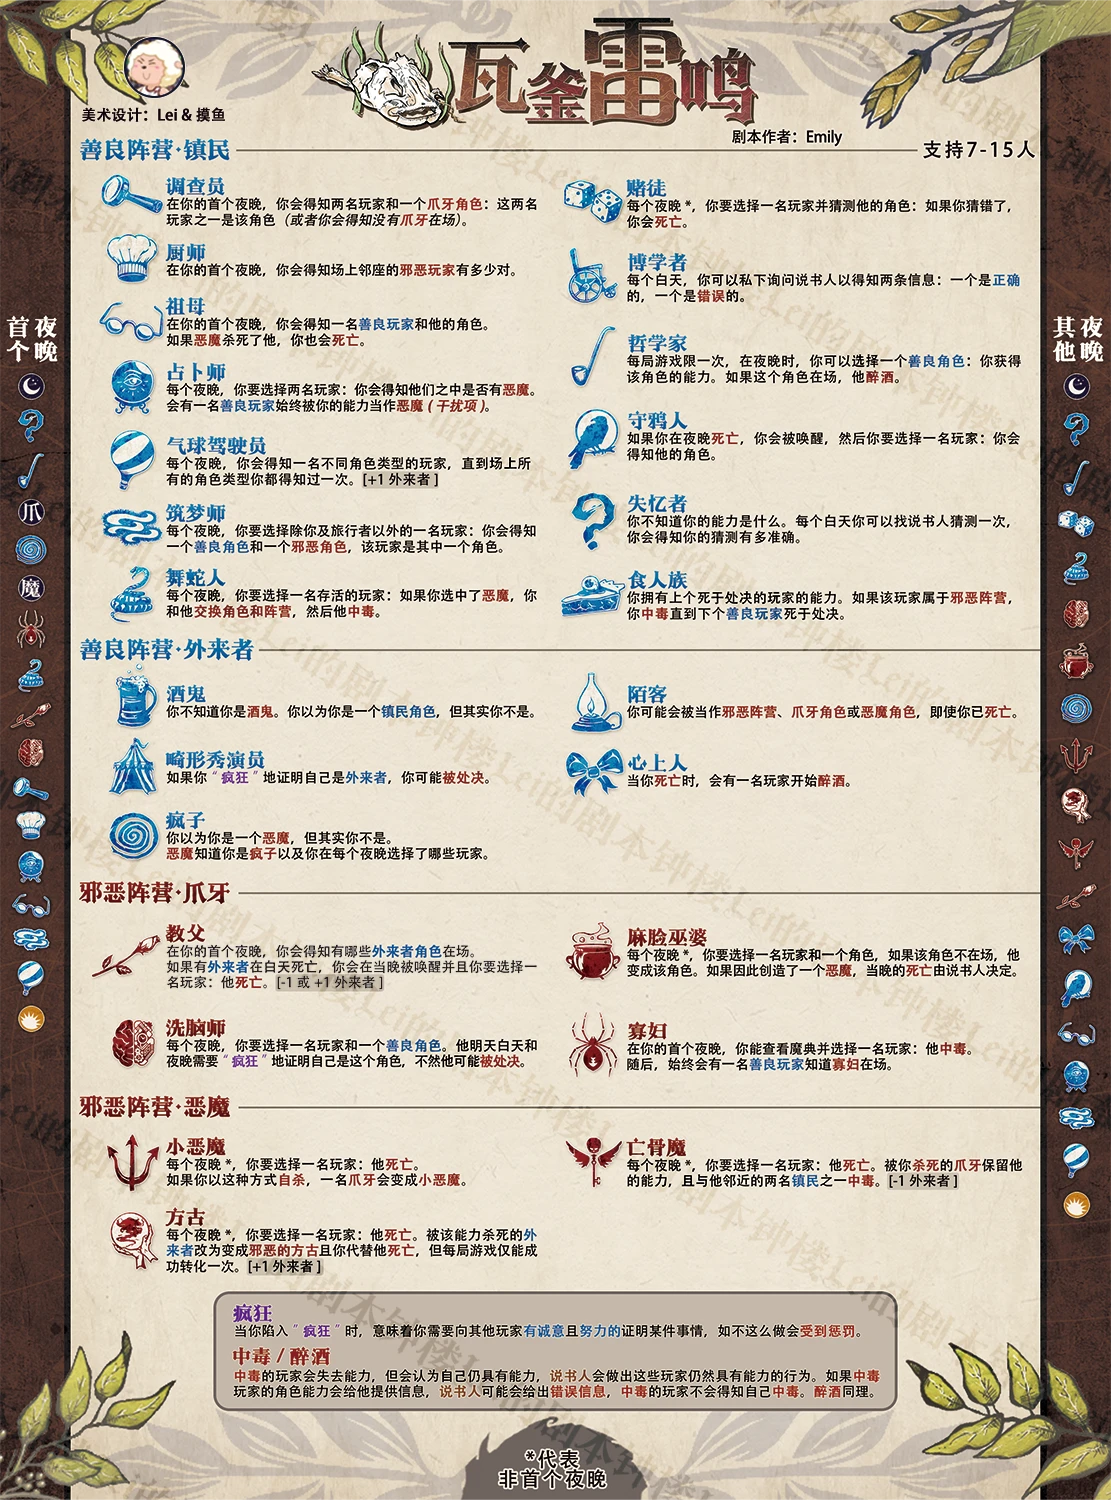 瓦釜雷鸣
美术设计：Lei & 摸鱼
剧本作者：Emily
支持7-15人
善良阵营·镇民
调查员
在你的首个夜晚，你会得知两名玩家和一个爪牙角色：这两名
玩家之一是该角色（或者你会得知没有爪牙在场）。
厨师
在你的首个夜晚，你会得知场上邻座的邪恶玩家有多少对。
祖母
在你的首个夜晚，你会得知一名善良玩家和他的角色。
如果恶魔杀死了他，你也会死亡。
占卜师
每个夜晚，你要选择两名玩家：你会得知他们之中是否有恶魔。
会有一名善良玩家始终被你的能力当作恶魔（干扰项）。
气球驾驶员
每个夜晚，你会得知一名不同角色类型的玩家，直到场上所
有的角色类型你都得知过一次。[+1 外来者 ]
筑梦师
每个夜晚，你要选择除你及旅行者以外的一名玩家：你会得知
一个善良角色和一个邪恶角色，该玩家是其中一个角色。
舞蛇人
每个夜晚，你要选择一名存活的玩家：如果你选中了恶魔，你
和他交换角色和阵营，然后他中毒。
赌徒
每个夜晚 *，你要选择一名玩家并猜测他的角色：如果你猜错了，
你会死亡。
博学者
每个白天，你可以私下询问说书人以得知两条信息：一个是正确
的，一个是错误的。
哲学家
每局游戏限一次，在夜晚时，你可以选择一个善良角色：你获得
该角色的能力。如果这个角色在场，他醉酒。
守鸦人
如果你在夜晚死亡，你会被唤醒，然后你要选择一名玩家：你会
得知他的角色。
失忆者
你不知道你的能力是什么。每个白天你可以找说书人猜测一次，
你会得知你的猜测有多准确。
食人族
你拥有上个死于处决的玩家的能力。如果该玩家属于邪恶阵营，
你中毒直到下个善良玩家死于处决。
善良阵营·外来者
酒鬼
你不知道你是酒鬼。你以为你是一个镇民角色，但其实你不是。
畸形秀演员
如果你“疯狂”地证明自己是外来者，你可能被处决。
疯子
你以为你是一个恶魔，但其实你不是。
恶魔知道你是疯子以及你在每个夜晚选择了哪些玩家。
陌客
你可能会被当作邪恶阵营、爪牙角色或恶魔角色，即使你已死亡。
心上人
当你死亡时，会有一名玩家开始醉酒。
邪恶阵营·爪牙
教父
在你的首个夜晚，你会得知有哪些外来者角色在场。
如果有外来者在白天死亡，你会在当晚被唤醒并且你要选择一
名玩家：他死亡。[-1 或 +1 外来者 ]
洗脑师
每个夜晚，你要选择一名玩家和一个善良角色。他明天白天和
夜晚需要“疯狂”地证明自己是这个角色，不然他可能被处决。
麻脸巫婆
每个夜晚 *，你要选择一名玩家和一个角色，如果该角色不在场，他
变成该角色。如果因此创造了一个恶魔，当晚的死亡由说书人决定。
寡妇
在你的首个夜晚，你能查看魔典并选择一名玩家：他中毒。
随后，始终会有一名善良玩家知道寡妇在场。
邪恶阵营·恶魔
小恶魔
每个夜晚 *，你要选择一名玩家：他死亡。
如果你以这种方式自杀，一名爪牙会变成小恶魔。
方古
每个夜晚 *，你要选择一名玩家：他死亡。被该能力杀死的外
来者改为变成邪恶的方古且你代替他死亡，但每局游戏仅能成
功转化一次。[+1 外来者 ]
亡骨魔
每个夜晚 *，你要选择一名玩家：他死亡。被你杀死的爪牙保留他
的能力，且与他邻近的两名镇民之一中毒。[-1 外来者 ]
疯狂
当你陷入“疯狂”时，意味着你需要向其他玩家有诚意且努力的证明某件事情，如不这么做会受到惩罚。
中毒 / 醉酒
中毒的玩家会失去能力，但会认为自己仍具有能力，说书人会做出这些玩家仍然具有能力的行为。如果中毒
玩家的角色能力会给他提供信息，说书人可能会给出错误信息，中毒的玩家不会得知自己中毒。醉酒同理。
*代表
非首个夜晚
首个
夜晚
爪
魔
其他
夜晚